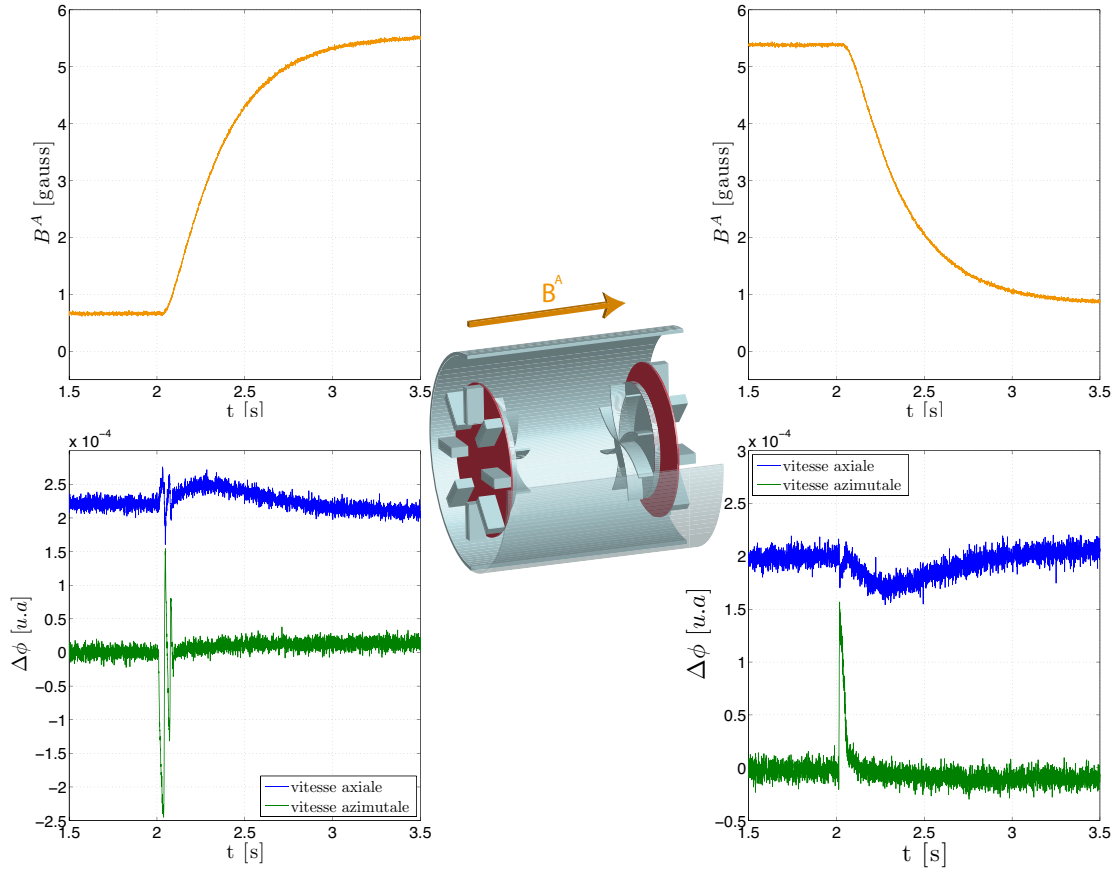 6
5
4
3
2
1
0
B^A [gauss]
1.5 2 2.5 3 3.5
t [s]
6
5
4
3
2
1
0
B^A [gauss]
1.5 2 2.5 3 3.5
t [s]
B^A
x 10^−4
2.5
2
1.5
1
0.5
0
−0.5
−1
−1.5
−2
−2.5
Δϕ [u.a]
vitesse axiale
vitesse azimutale
1.5 2 2.5 3 3.5
t [s]
x 10^−4
3
2.5
2
1.5
1
0.5
0
−0.5
Δϕ [u.a]
vitesse axiale
vitesse azimutale
1.5 2 2.5 3 3.5
t [s]